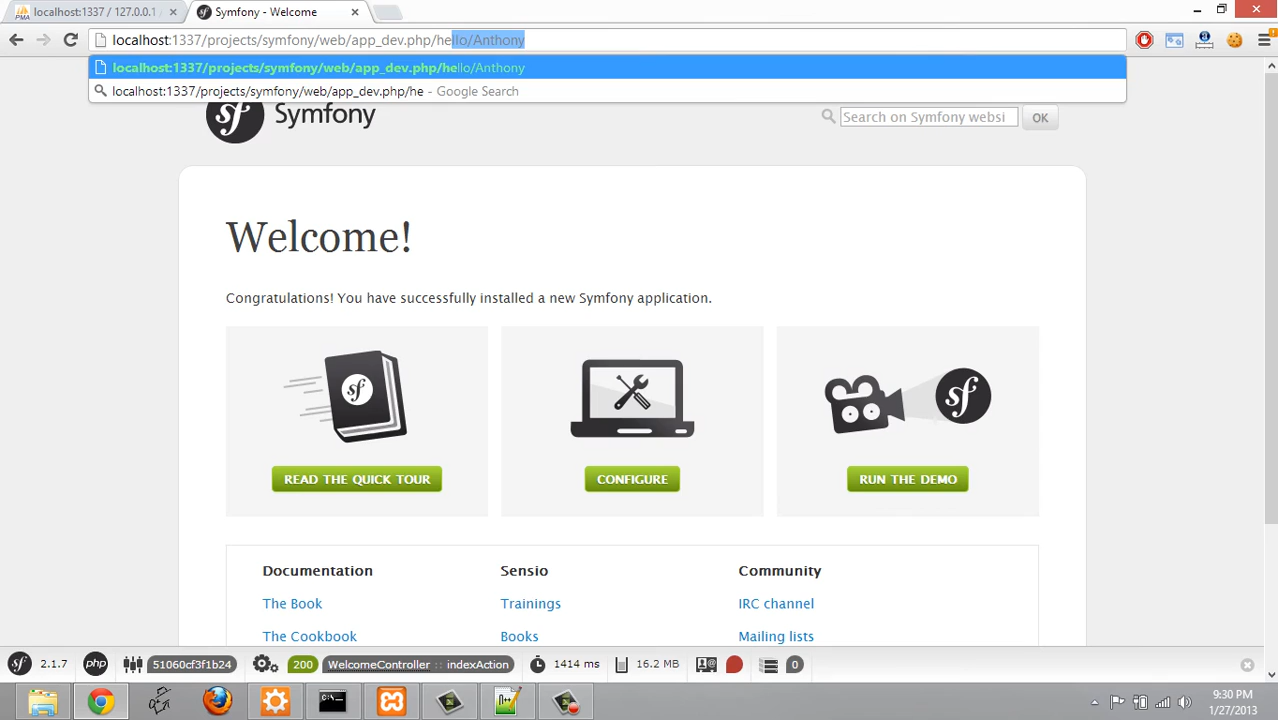 localhost:1337 / 127.0.0.1
Symfony - Welcome
localhost:1337/projects/symfony/web/app_dev.php/hello/Anthony
localhost:1337/projects/symfony/web/app_dev.php/hello/Anthony
localhost:1337/projects/symfony/web/app_dev.php/he - Google Search
sf Symfony
Search on Symfony websi
OK
Welcome!
Congratulations! You have successfully installed a new Symfony application.
READ THE QUICK TOUR
CONFIGURE
RUN THE DEMO
Documentation
Sensio
Community
The Book
Trainings
IRC channel
The Cookbook
Books
Mailing lists
sf 2.1.7 php 51060cf3f1b24 200 WelcomeController :: indexAction 1414 ms 16.2 MB 0
9:30 PM
1/27/2013